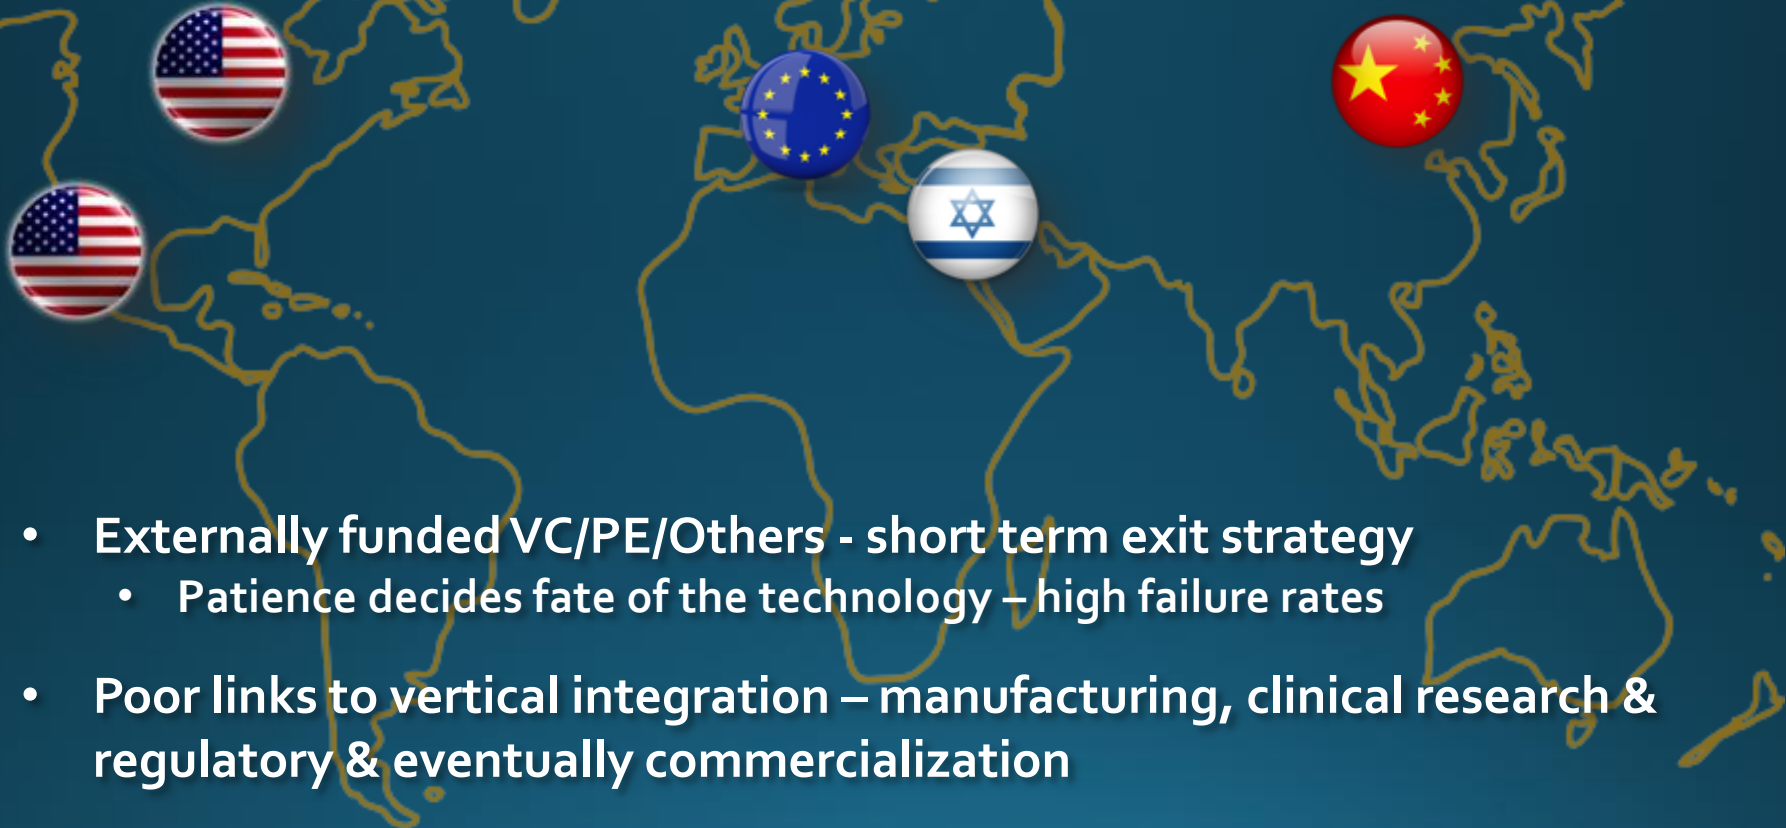 • Externally funded VC/PE/Others - short term exit strategy
• Patience decides fate of the technology – high failure rates
• Poor links to vertical integration – manufacturing, clinical research &
regulatory & eventually commercialization